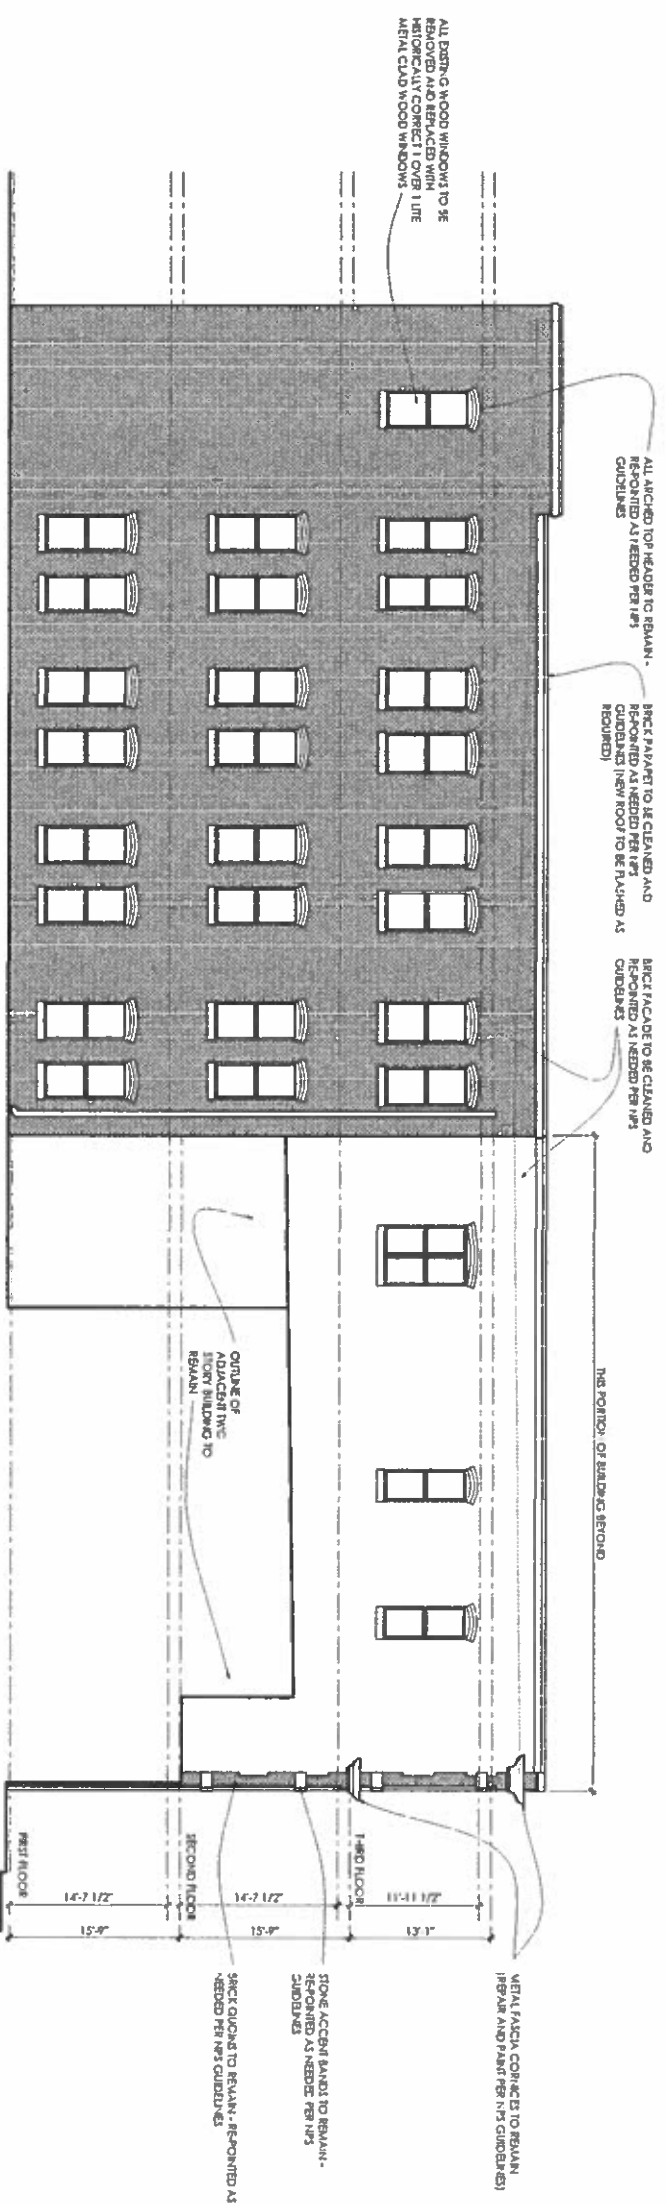 ALL EXISTING WOOD WINDOWS TO BE
REMOVED AND REPLACED WITH
HISTORICALLY CORRECT 1 OVER 1 LITE
METAL CLAD WOOD WINDOWS
ALL ARCHED TOP HEADER TO REMAIN -
RE-POINTED AS NEEDED PER NPS
GUIDELINES
BRICK PARAPET TO BE CLEANED AND
RE-POINTED AS NEEDED PER NPS
GUIDELINES (NEW ROOF TO BE FLASHED AS
REQUIRED)
BRICK FACADE TO BE CLEANED AND
RE-POINTED AS NEEDED PER NPS
GUIDELINES
THIS PORTION OF BUILDING BEYOND
METAL FASCIA CORNICES TO REMAIN
(REPAIR AND PAINT PER NPS GUIDELINES)
OUTLINE OF
ADJACENT TWO
STORY BUILDING TO
REMAIN
THIRD FLOOR
11'-11 1/2"
13'-1"
SECOND FLOOR
14'-7 1/2"
15'-9"
FIRST FLOOR
14'-7 1/2"
15'-9"
STONE ACCENT BANDS TO REMAIN -
RE-POINTED AS NEEDED PER NPS
GUIDELINES
BRICK QUOINS TO REMAIN - RE-POINTED AS
NEEDED PER NPS GUIDELINES